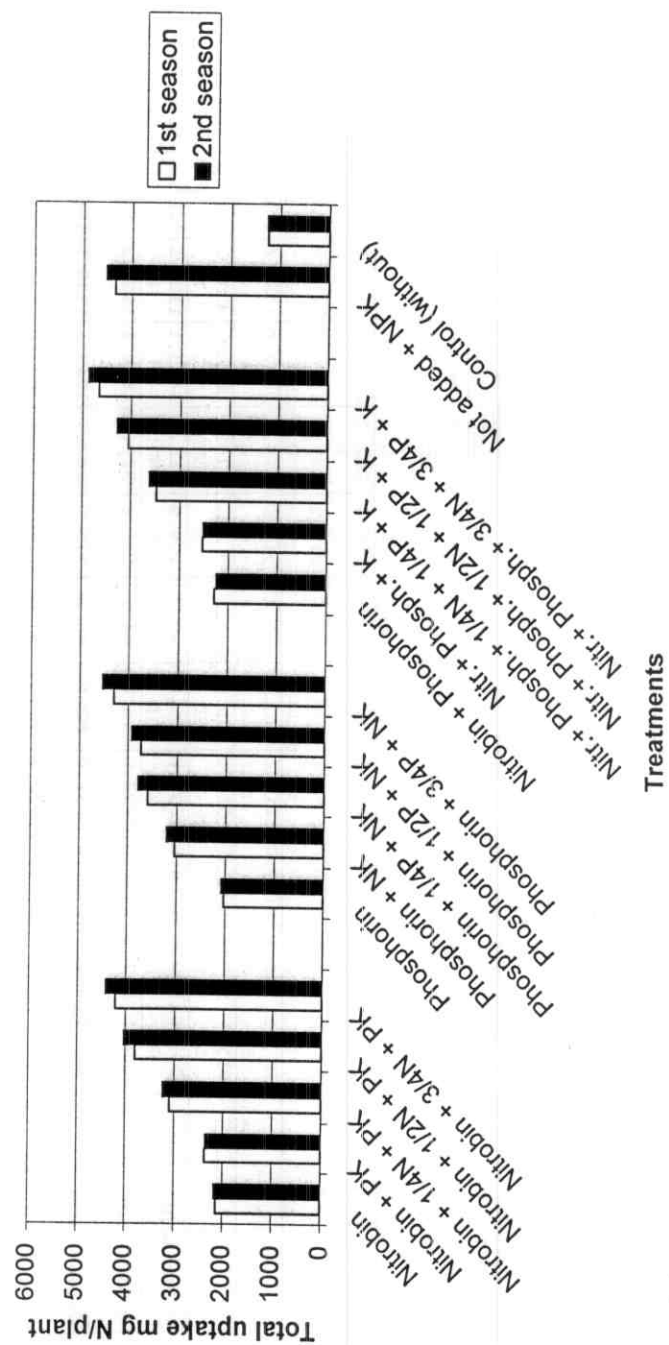 1st season
2nd season
Total uptake mg N/plant
6000
5000
4000
3000
2000
1000
0
Nitrobin
Nitrobin + PK
Nitrobin + 1/4N + PK
Nitrobin + 1/2N + PK
Nitrobin + 3/4N + PK
Phosphorin
Phosphorin + NK
Phosphorin + 1/4P + NK
Phosphorin + 1/2P + NK
Phosphorin + 3/4P + NK
Nitrobin + Phosphorin
Nitr. + Phosph. + K
Nitr. + Phosph. + 1/4N + 1/4P + K
Nitr. + Phosph. + 1/2N + 1/2P + K
Nitr. + Phosph. + 3/4N + 3/4P + K
Not added + NPK
Control (without)
Treatments